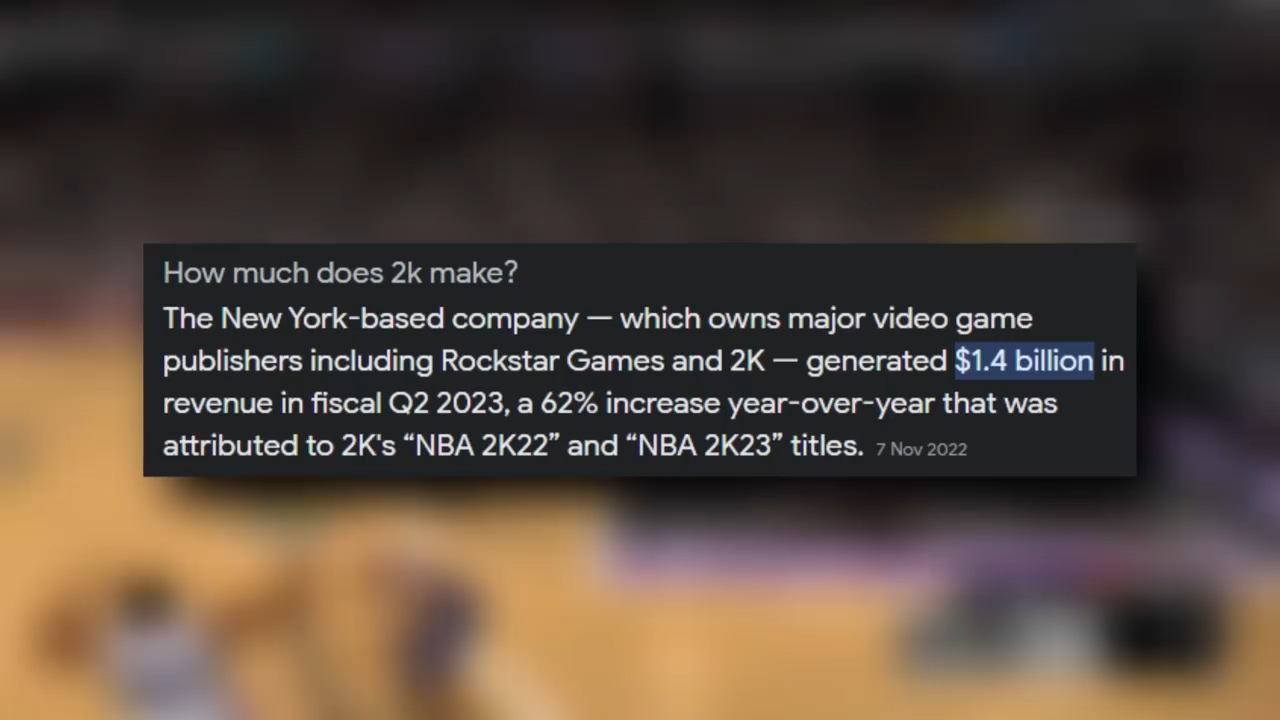 How much does 2k make?
The New York-based company — which owns major video game
publishers including Rockstar Games and 2K — generated $1.4 billion in
revenue in fiscal Q2 2023, a 62% increase year-over-year that was
attributed to 2K's “NBA 2K22” and “NBA 2K23” titles. 7 Nov 2022